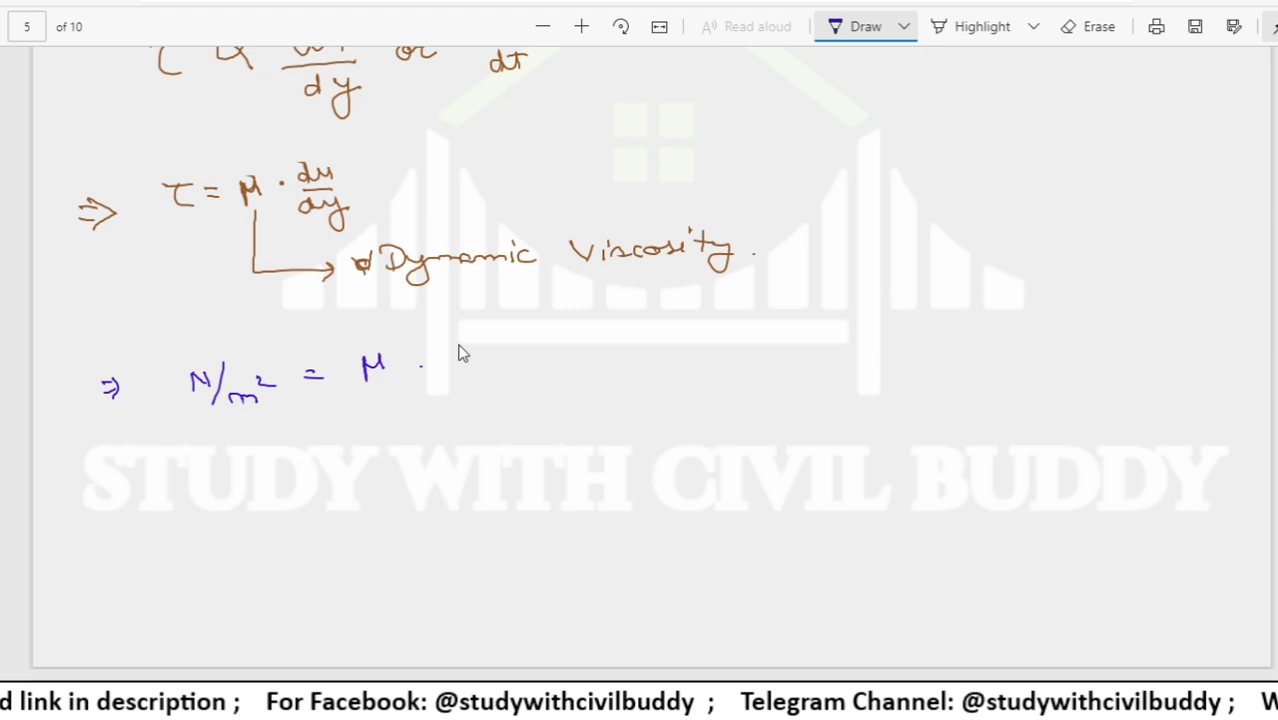 5 of 10 Read aloud Draw Highlight Erase
dy or dt
⇒ τ = μ · du/dy
Dynamic Viscosity.
⇒ N/m² = μ ·
STUDY WITH CIVIL BUDDY
d link in description ; For Facebook: @studywithcivilbuddy ; Telegram Channel: @studywithcivilbuddy ; W